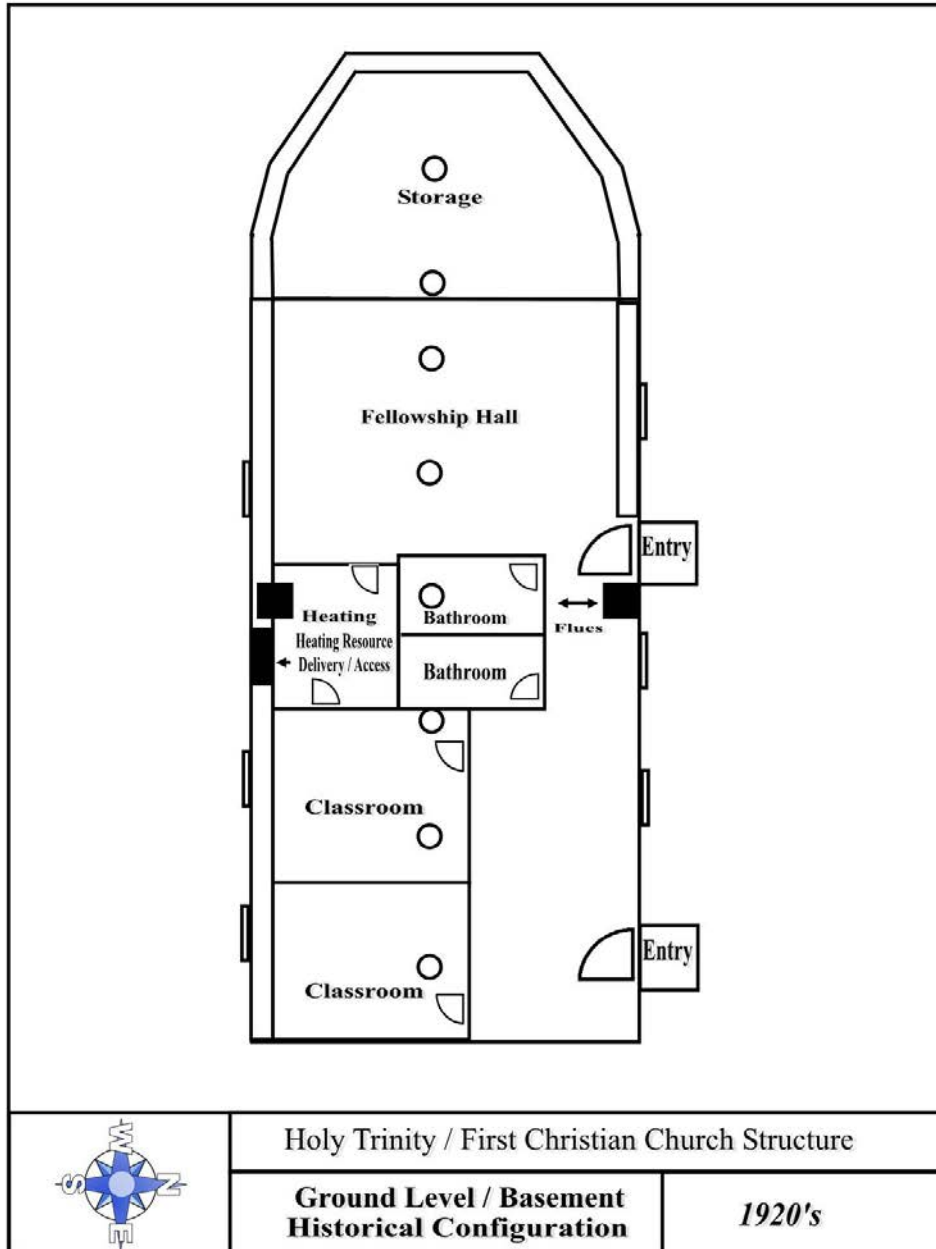 Storage
Fellowship Hall
Entry
Heating
Heating Resource
Delivery / Access
Bathroom
Flues
Bathroom
Classroom
Entry
Classroom
W
S
N
E
Holy Trinity / First Christian Church Structure
Ground Level / Basement
Historical Configuration
1920's